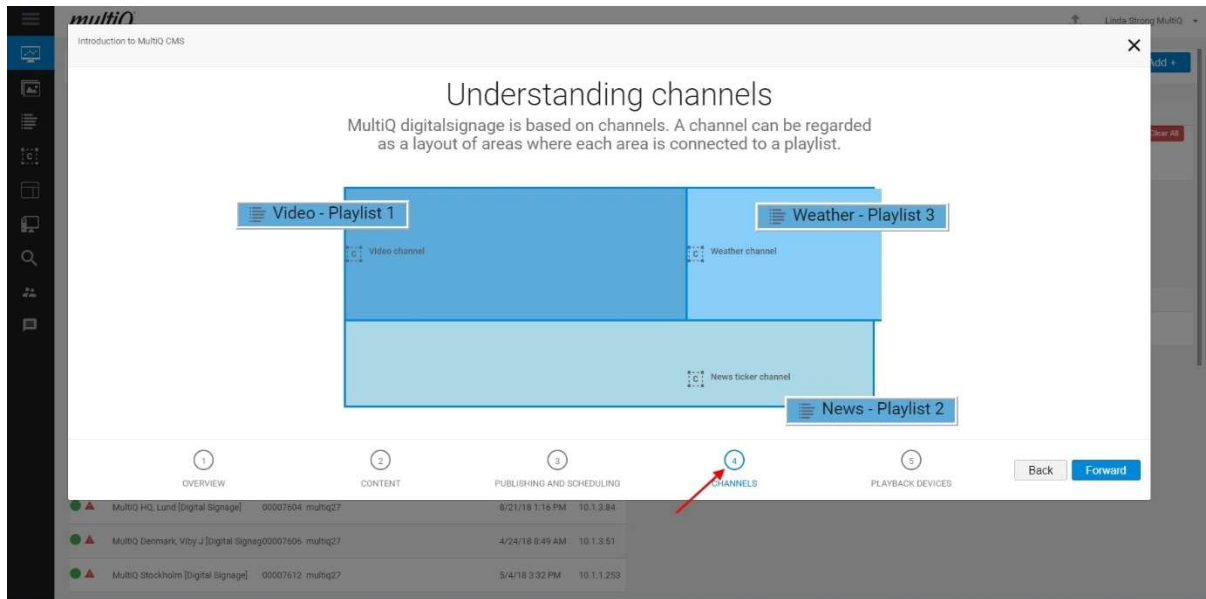 multiQ
Linda Strong MultiQ
Introduction to MultiQ CMS
Add +
Understanding channels
MultiQ digitalsignage is based on channels. A channel can be regarded
as a layout of areas where each area is connected to a playlist.
Clear All
Video - Playlist 1
Weather - Playlist 3
C Video channel
C Weather channel
C News ticker channel
News - Playlist 2
1 2 3 4 5
OVERVIEW CONTENT PUBLISHING AND SCHEDULING CHANNELS PLAYBACK DEVICES
Back Forward
MultiQ HQ, Lund [Digital Signage] 00007604 multiq27 8/21/18 1:16 PM 10.1.3.84
MultiQ Denmark, Viby J [Digital Signag00007606 multiq27 4/24/18 8:49 AM 10.1.3.51
MultiQ Stockholm [Digital Signage] 00007612 multiq27 5/4/18 3:32 PM 10.1.1.253